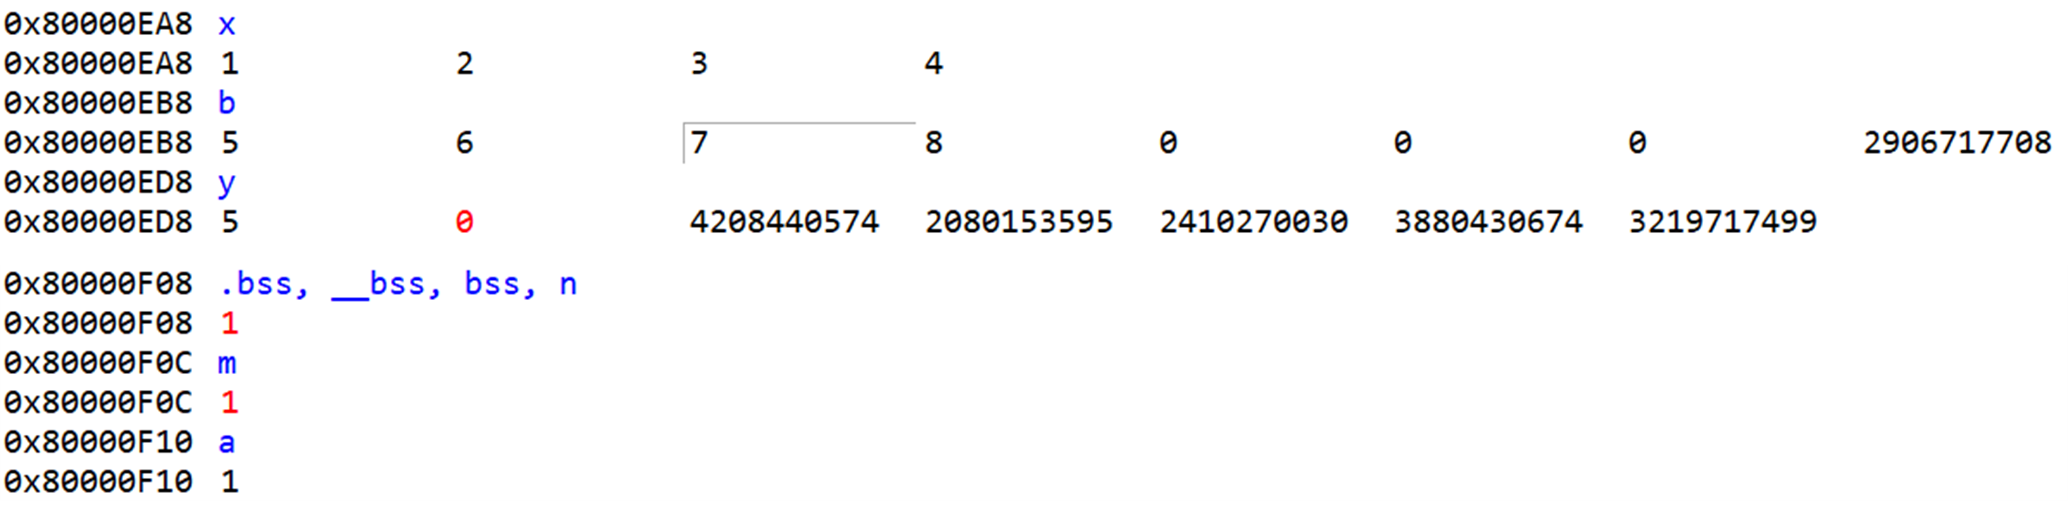 0x80000EA8 x
0x80000EA8 1 2 3 4
0x80000EB8 b
0x80000EB8 5 6 7 8 0 0 0 2906717708
0x80000ED8 y
0x80000ED8 5 0 4208440574 2080153595 2410270030 3880430674 3219717499
0x80000F08 .bss, __bss, bss, n
0x80000F08 1
0x80000F0C m
0x80000F0C 1
0x80000F10 a
0x80000F10 1